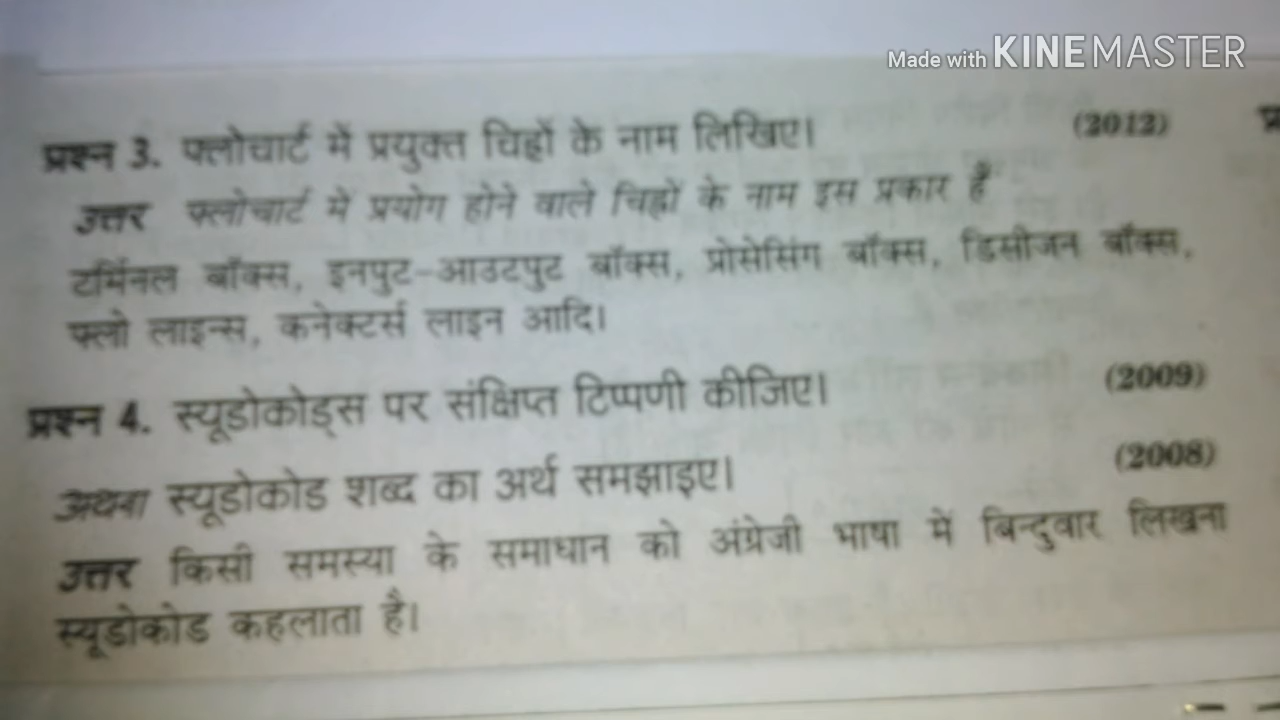 Made with KINEMASTER
प्रश्न 3. फ्लोचार्ट में प्रयुक्त चिह्नों के नाम लिखिए। (2012)
उत्तर फ्लोचार्ट में प्रयोग होने वाले चिह्नों के नाम इस प्रकार हैं
टर्मिनल बॉक्स, इनपुट-आउटपुट बॉक्स, प्रोसेसिंग बॉक्स, डिसीजन बॉक्स,
फ्लो लाइन्स, कनेक्टर्स लाइन आदि।
प्रश्न 4. स्यूडोकोड्स पर संक्षिप्त टिप्पणी कीजिए। (2009)
अथवा स्यूडोकोड शब्द का अर्थ समझाइए। (2008)
उत्तर किसी समस्या के समाधान को अंग्रेजी भाषा में बिन्दुवार लिखना
स्यूडोकोड कहलाता है।